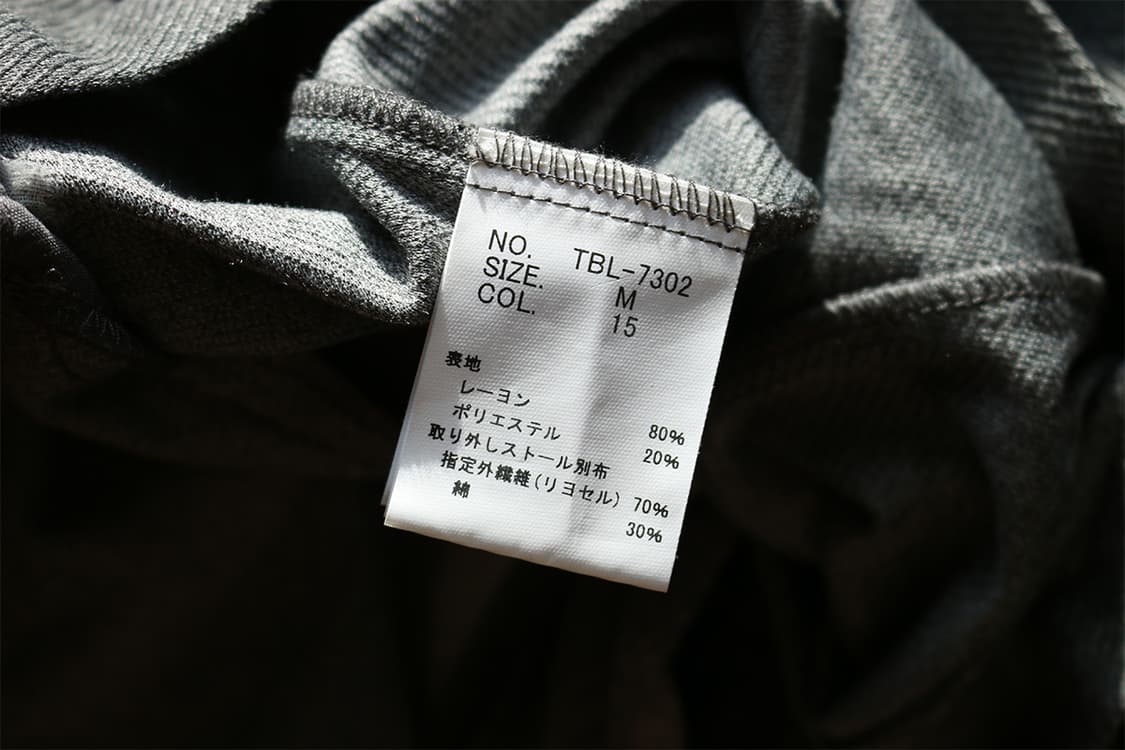 NO. TBL-7302
SIZE. M
COL. 15
表地
レーヨン 80%
ポリエステル 20%
取り外しストール別布
指定外繊維(リヨセル) 70%
綿 30%